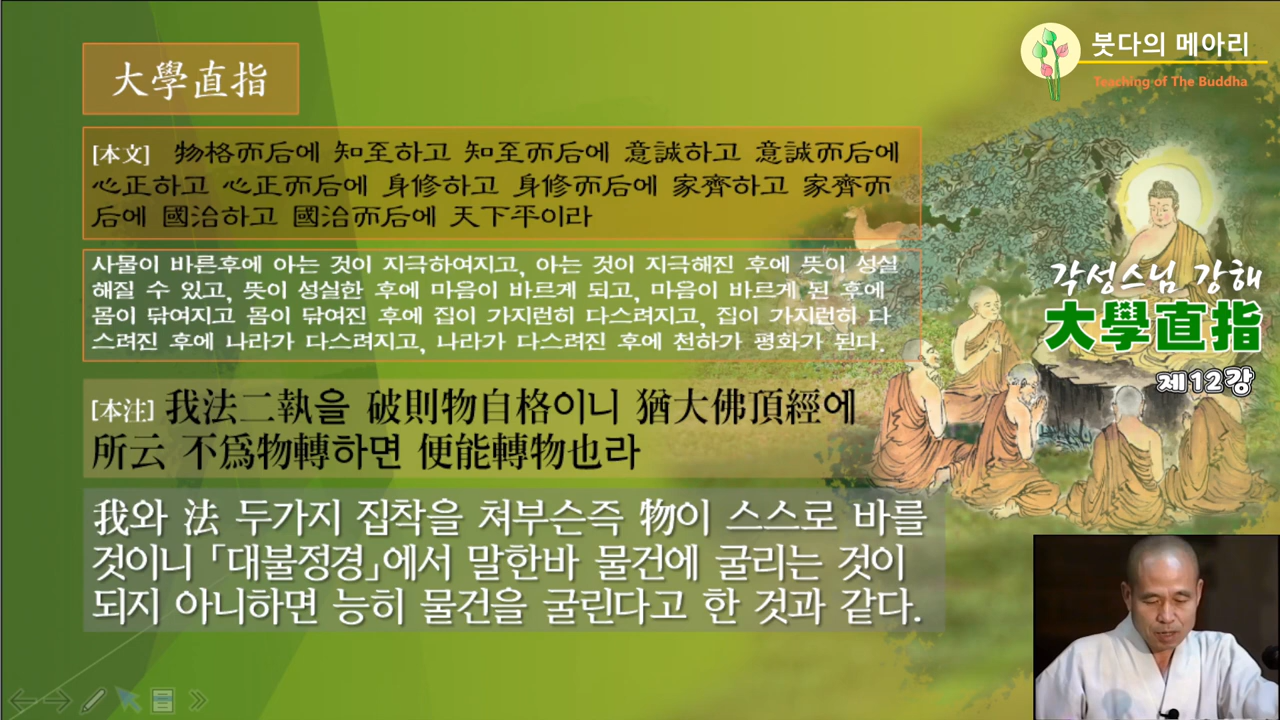 大學直指
[本文] 物格而后에 知至하고 知至而后에 意誠하고 意誠而后에
心正하고 心正而后에 身修하고 身修而后에 家齊하고 家齊而
后에 國治하고 國治而后에 天下平이라
사물이 바른후에 아는 것이 지극하여지고, 아는 것이 지극해진 후에 뜻이 성실
해질 수 있고, 뜻이 성실한 후에 마음이 바르게 되고, 마음이 바르게 된 후에
몸이 닦여지고 몸이 닦여진 후에 집이 가지런히 다스려지고, 집이 가지런히 다
스려진 후에 나라가 다스려지고, 나라가 다스려진 후에 천하가 평화가 된다.
[本注] 我法二執을 破則物自格이니 猶大佛頂經에
所云 不爲物轉하면 便能轉物也라
我와 法 두가지 집착을 쳐부슨즉 物이 스스로 바를
것이니 「대불정경」에서 말한바 물건에 굴리는 것이
되지 아니하면 능히 물건을 굴린다고 한 것과 같다.
붓다의 메아리
Teaching of The Buddha
각성스님 강해
大學直指
제12강